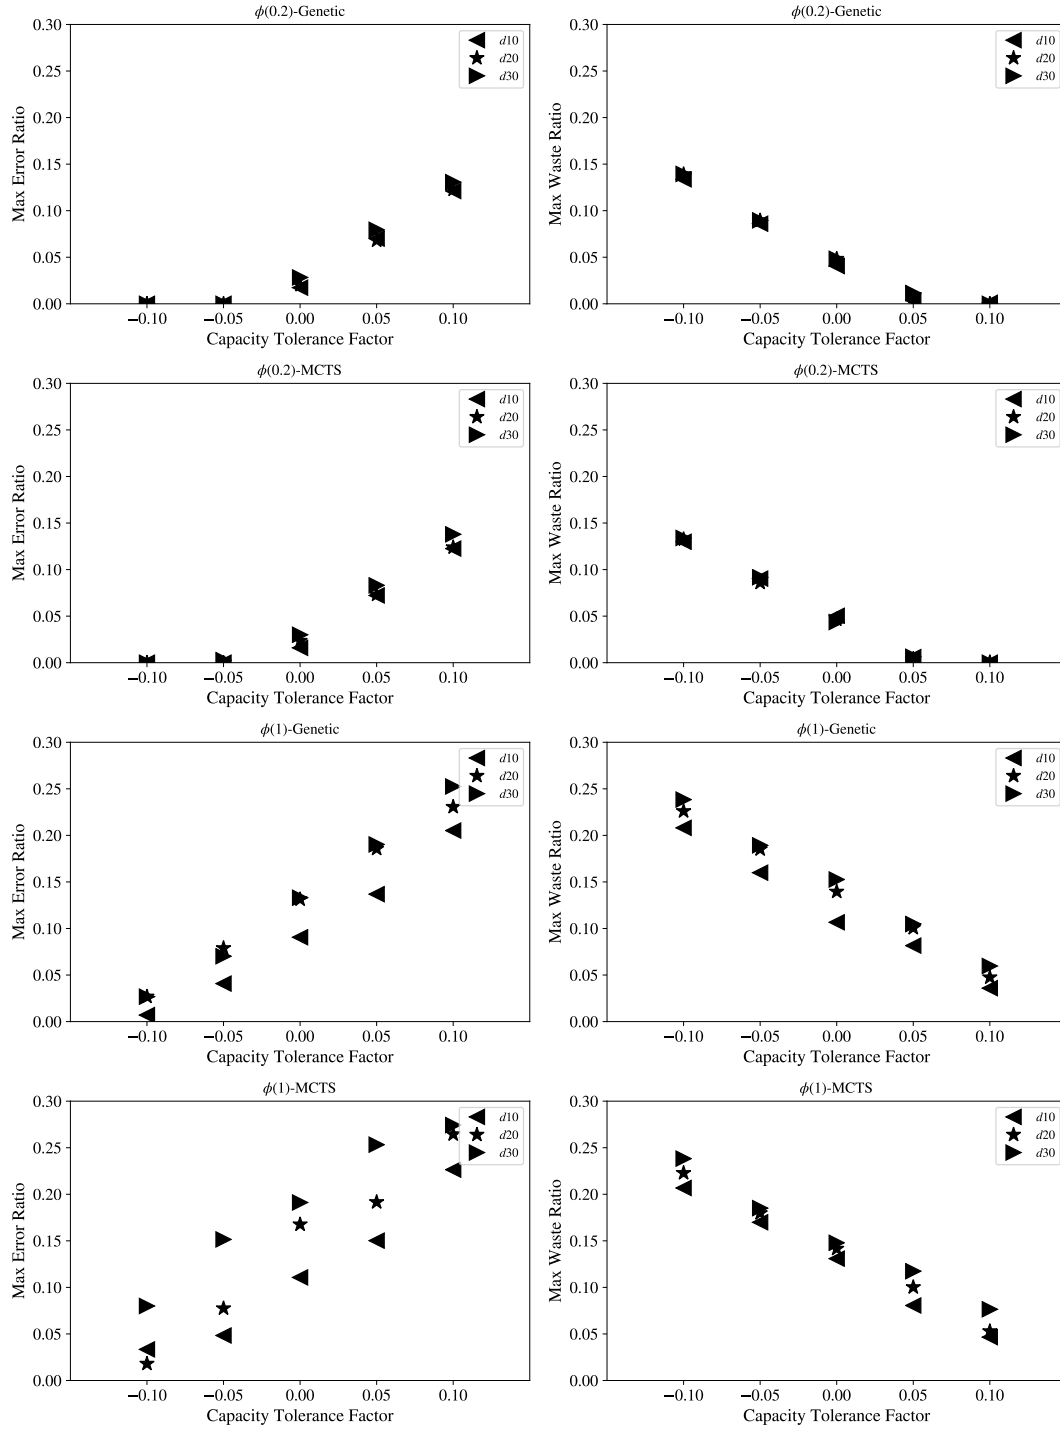 ϕ(0.2)-Genetic
Max Error Ratio
0.30
0.25
0.20
0.15
0.10
0.05
0.00
d10
d20
d30
−0.10 −0.05 0.00 0.05 0.10
Capacity Tolerance Factor
ϕ(0.2)-Genetic
Max Waste Ratio
0.30
0.25
0.20
0.15
0.10
0.05
0.00
d10
d20
d30
−0.10 −0.05 0.00 0.05 0.10
Capacity Tolerance Factor
ϕ(0.2)-MCTS
Max Error Ratio
0.30
0.25
0.20
0.15
0.10
0.05
0.00
d10
d20
d30
−0.10 −0.05 0.00 0.05 0.10
Capacity Tolerance Factor
ϕ(0.2)-MCTS
Max Waste Ratio
0.30
0.25
0.20
0.15
0.10
0.05
0.00
d10
d20
d30
−0.10 −0.05 0.00 0.05 0.10
Capacity Tolerance Factor
ϕ(1)-Genetic
Max Error Ratio
0.30
0.25
0.20
0.15
0.10
0.05
0.00
d10
d20
d30
−0.10 −0.05 0.00 0.05 0.10
Capacity Tolerance Factor
ϕ(1)-Genetic
Max Waste Ratio
0.30
0.25
0.20
0.15
0.10
0.05
0.00
d10
d20
d30
−0.10 −0.05 0.00 0.05 0.10
Capacity Tolerance Factor
ϕ(1)-MCTS
Max Error Ratio
0.30
0.25
0.20
0.15
0.10
0.05
0.00
d10
d20
d30
−0.10 −0.05 0.00 0.05 0.10
Capacity Tolerance Factor
ϕ(1)-MCTS
Max Waste Ratio
0.30
0.25
0.20
0.15
0.10
0.05
0.00
d10
d20
d30
−0.10 −0.05 0.00 0.05 0.10
Capacity Tolerance Factor